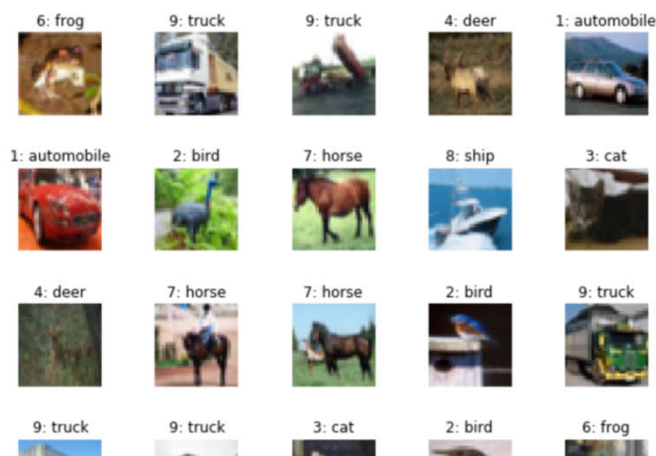 6: frog 9: truck 9: truck 4: deer 1: automobile
1: automobile 2: bird 7: horse 8: ship 3: cat
4: deer 7: horse 7: horse 2: bird 9: truck
9: truck 9: truck 3: cat 2: bird 6: frog